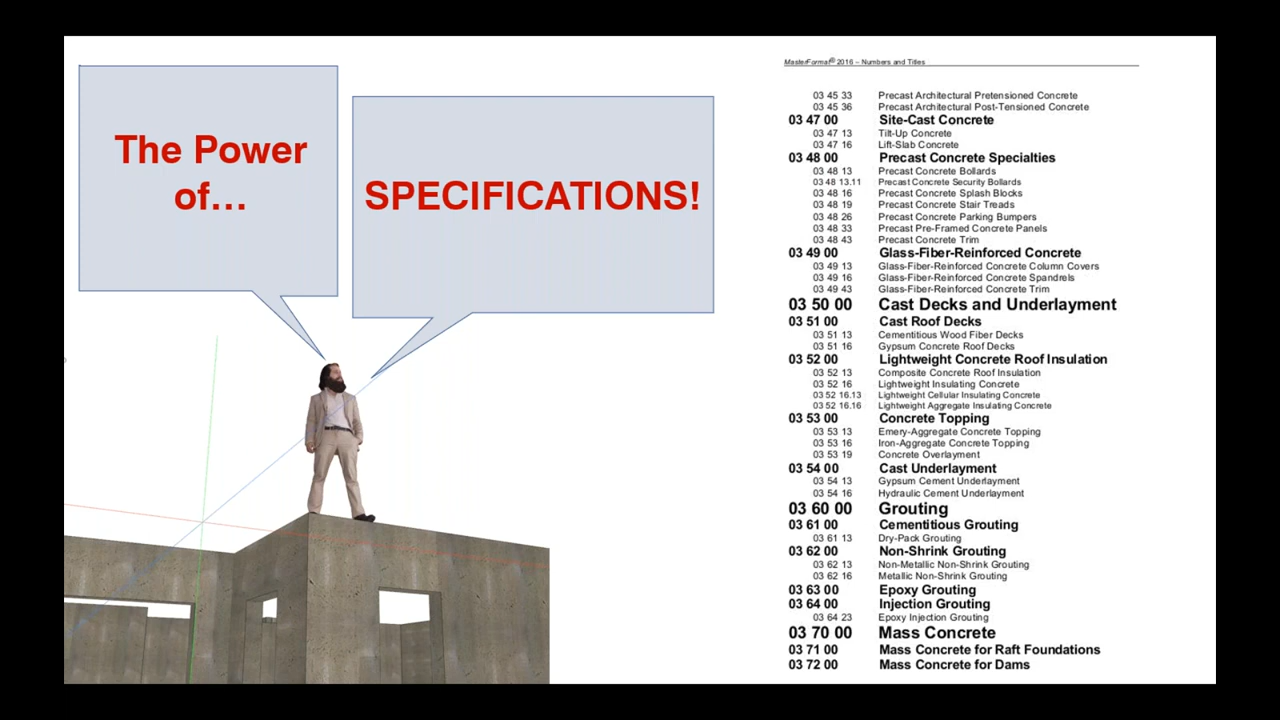 The Power
of...
SPECIFICATIONS!
MasterFormat® 2016 – Numbers and Titles
03 45 33 Precast Architectural Pretensioned Concrete
03 45 36 Precast Architectural Post-Tensioned Concrete
03 47 00 Site-Cast Concrete
03 47 13 Tilt-Up Concrete
03 47 16 Lift-Slab Concrete
03 48 00 Precast Concrete Specialties
03 48 13 Precast Concrete Bollards
03 48 13.11 Precast Concrete Security Bollards
03 48 16 Precast Concrete Splash Blocks
03 48 19 Precast Concrete Stair Treads
03 48 26 Precast Concrete Parking Bumpers
03 48 33 Precast Pre-Framed Concrete Panels
03 48 43 Precast Concrete Trim
03 49 00 Glass-Fiber-Reinforced Concrete
03 49 13 Glass-Fiber-Reinforced Concrete Column Covers
03 49 16 Glass-Fiber-Reinforced Concrete Spandrels
03 49 43 Glass-Fiber-Reinforced Concrete Trim
03 50 00 Cast Decks and Underlayment
03 51 00 Cast Roof Decks
03 51 13 Cementitious Wood Fiber Decks
03 51 16 Gypsum Concrete Roof Decks
03 52 00 Lightweight Concrete Roof Insulation
03 52 13 Composite Concrete Roof Insulation
03 52 16 Lightweight Insulating Concrete
03 52 16.13 Lightweight Cellular Insulating Concrete
03 52 16.16 Lightweight Aggregate Insulating Concrete
03 53 00 Concrete Topping
03 53 13 Emery-Aggregate Concrete Topping
03 53 16 Iron-Aggregate Concrete Topping
03 53 19 Concrete Overlayment
03 54 00 Cast Underlayment
03 54 13 Gypsum Cement Underlayment
03 54 16 Hydraulic Cement Underlayment
03 60 00 Grouting
03 61 00 Cementitious Grouting
03 61 13 Dry-Pack Grouting
03 62 00 Non-Shrink Grouting
03 62 13 Non-Metallic Non-Shrink Grouting
03 62 16 Metallic Non-Shrink Grouting
03 63 00 Epoxy Grouting
03 64 00 Injection Grouting
03 64 23 Epoxy Injection Grouting
03 70 00 Mass Concrete
03 71 00 Mass Concrete for Raft Foundations
03 72 00 Mass Concrete for Dams